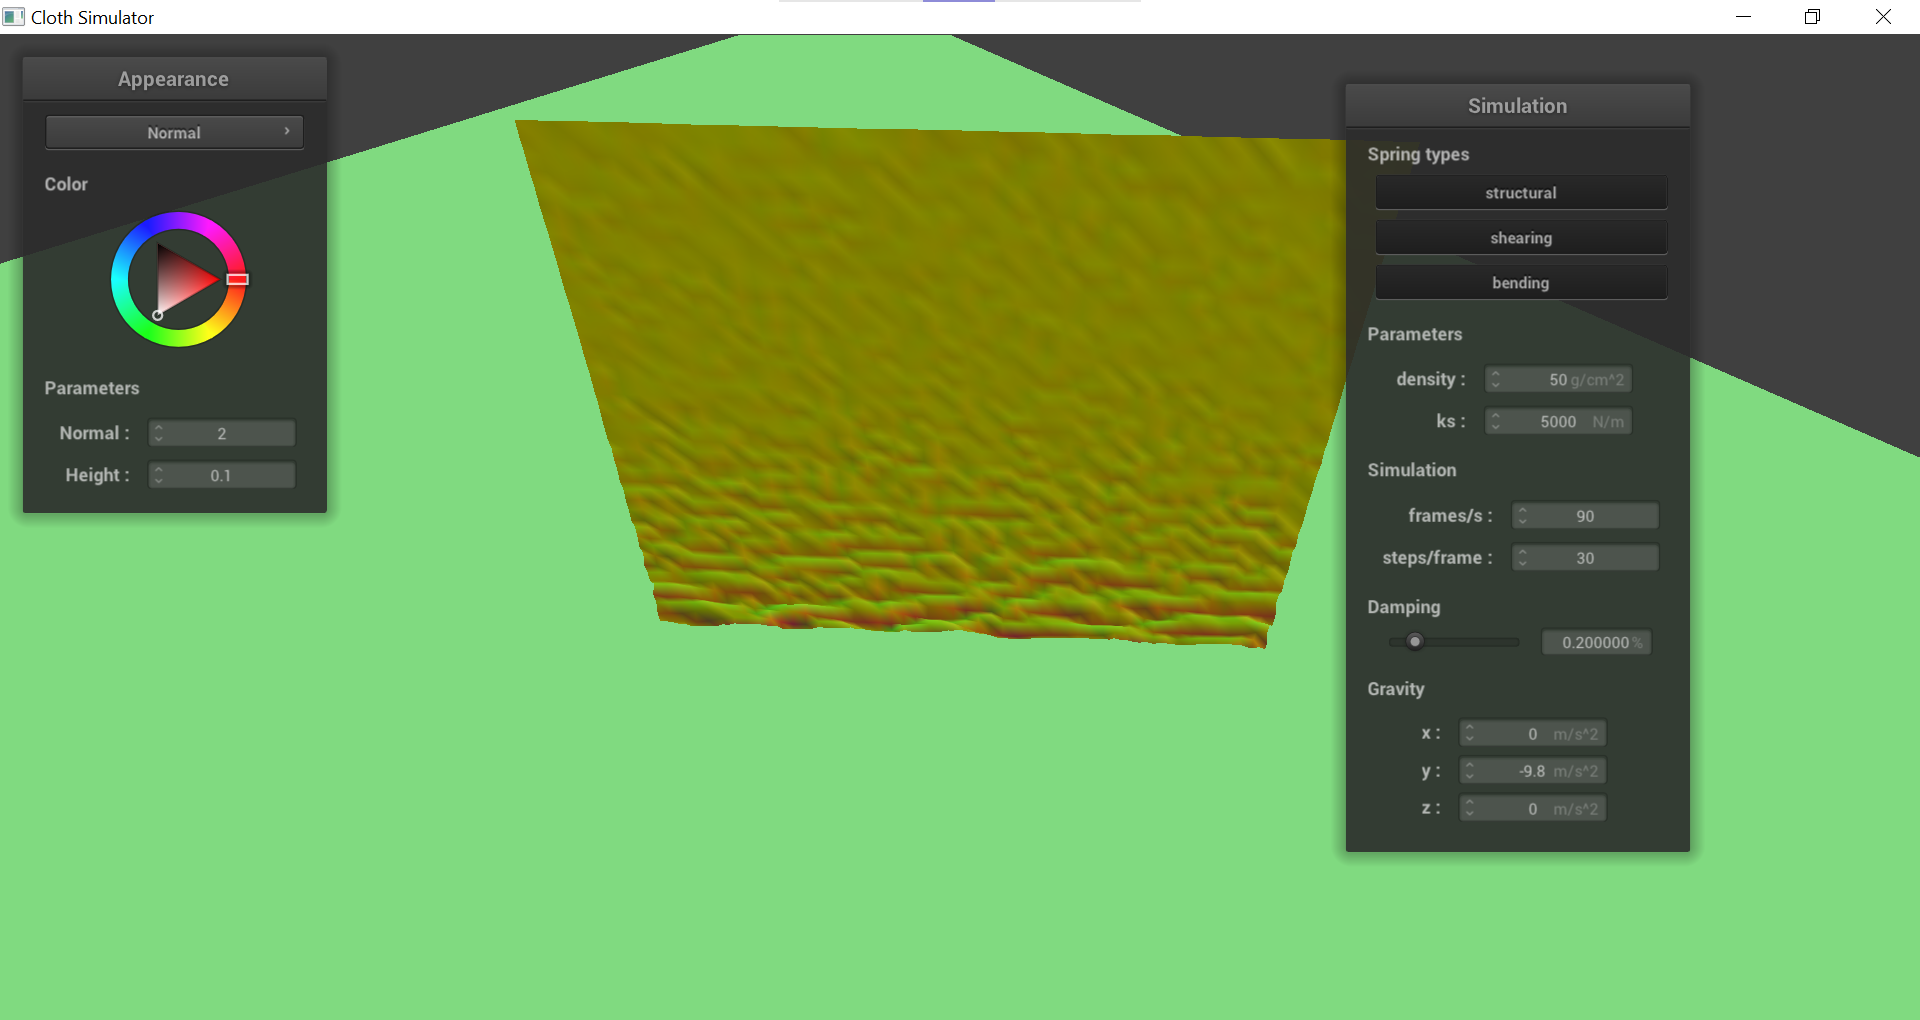 Cloth Simulator
Appearance
Normal
Color
Parameters
Normal : 2
Height : 0.1
Simulation
Spring types
structural
shearing
bending
Parameters
density : 50 g/cm^2
ks : 5000 N/m
Simulation
frames/s : 90
steps/frame : 30
Damping
0.200000 %
Gravity
x : 0 m/s^2
y : -9.8 m/s^2
z : 0 m/s^2